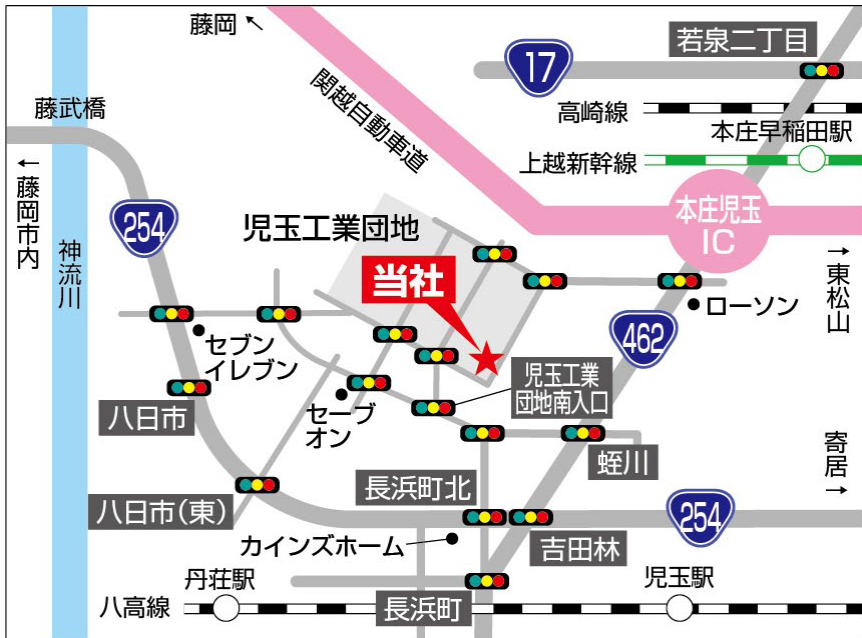 藤岡
17
若泉二丁目
関越自動車道
高崎線
藤武橋
本庄早稲田駅
上越新幹線
←藤岡市内
254
児玉工業団地
本庄児玉
IC
神流川
当社
→東松山
ローソン
セブン
イレブン
462
児玉工業
団地南入口
セーブ
オン
八日市
蛭川
寄居→
長浜町北
八日市(東)
254
カインズホーム
吉田林
丹荘駅
児玉駅
八高線
長浜町